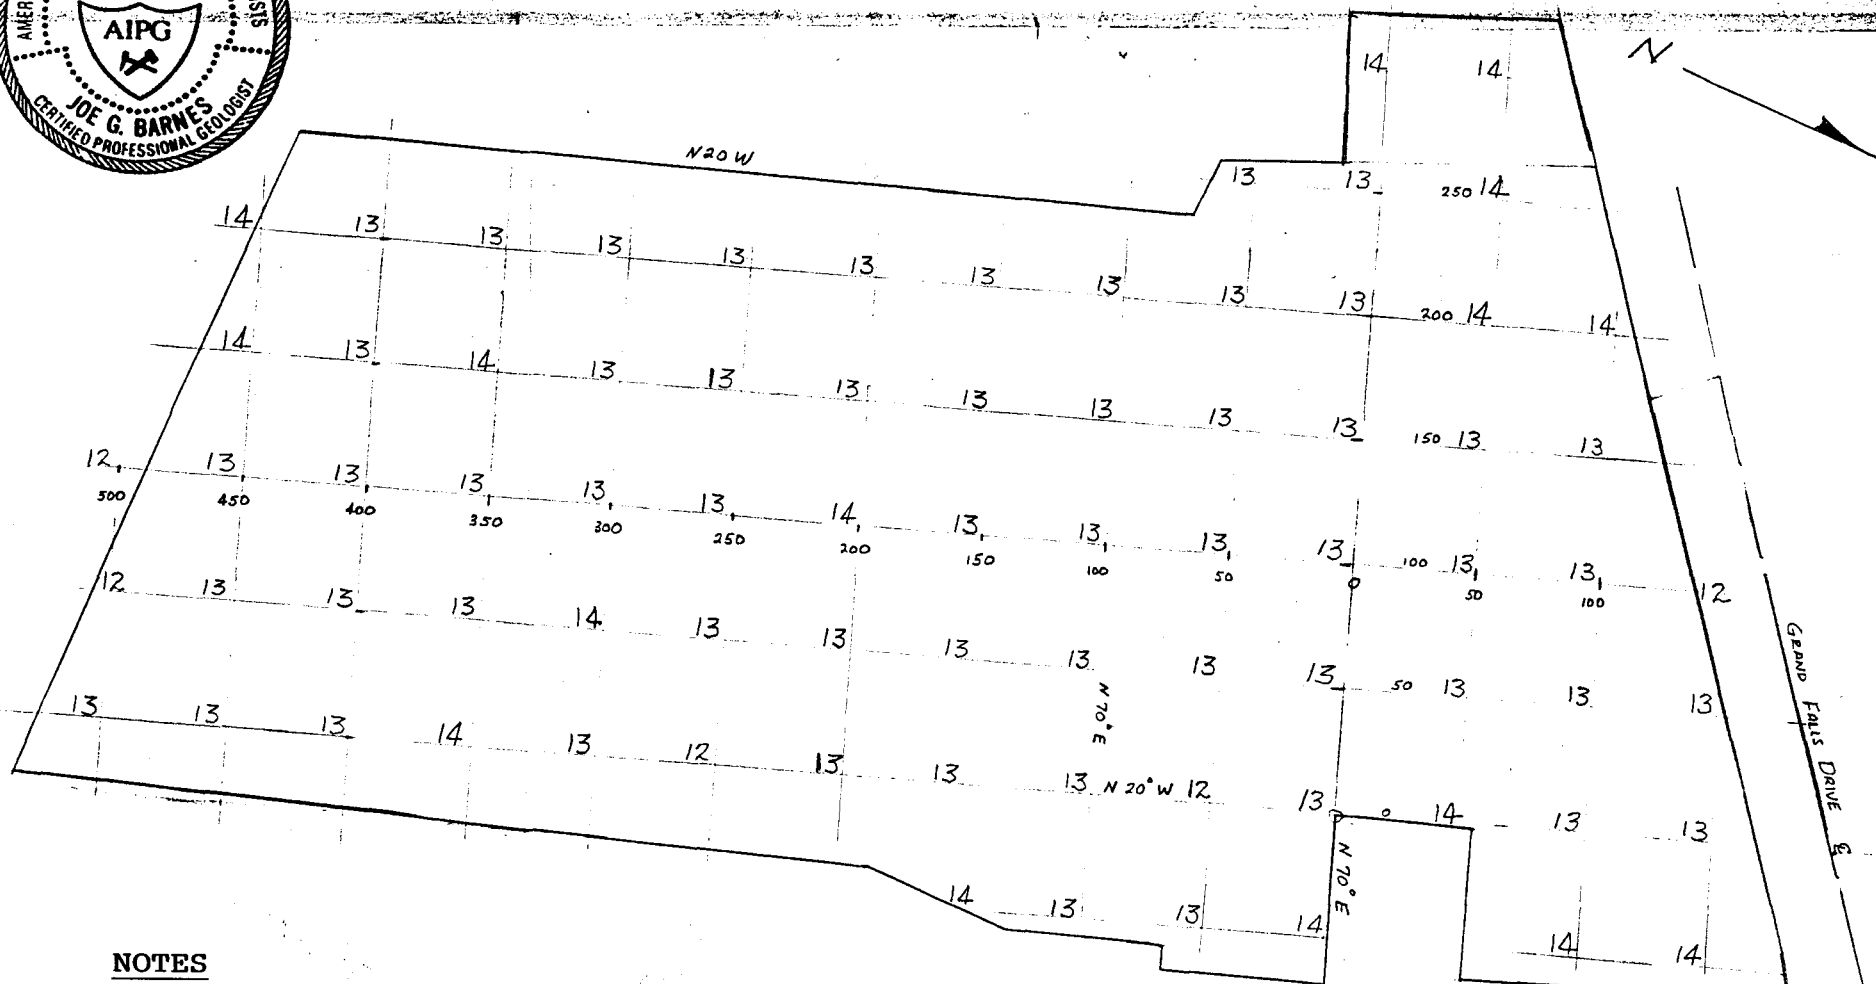 AMER
AIPG
STS
JOE G. BARNES
CERTIFIED PROFESSIONAL GEOLOGIST
N
14 14
N20W
13 13 250 14
14 13 13 13 13 13 13 13 13 13 200 14 14
14 13 14 13 13 13 13 13 13 13 150 13 13
12 13 13 13 13 13 14 13 13 13 13 100 13 13 12
500 450 400 350 300 250 200 150 100 50 0 50 100
12 13 13 13 14 13 13 13 13 13 13 50 13 13 13
N 70° E
GRAND FALLS DRIVE
13 13 13 14 13 12 13 13 13 N 20° W 12 13 0 14 13 13
N 70° E
14 13 13 14 14 14
NOTES